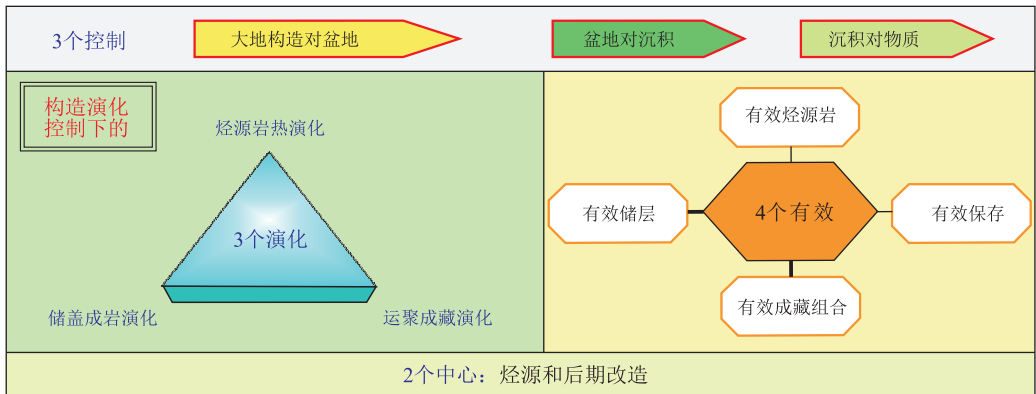 3个控制
大地构造对盆地
盆地对沉积
沉积对物质
构造演化
控制下的
烃源岩热演化
3个演化
储盖成岩演化
运聚成藏演化
有效烃源岩
有效储层
4个有效
有效保存
有效成藏组合
2个中心：烃源和后期改造